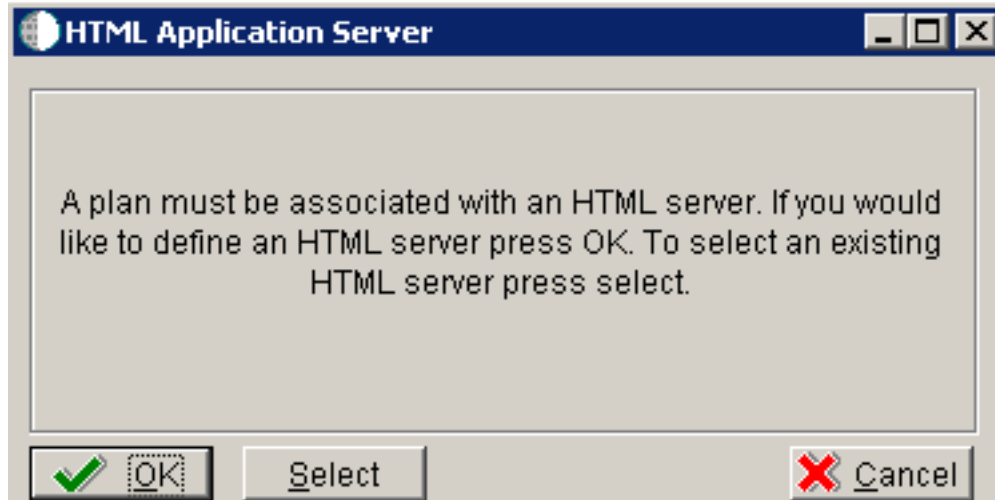 HTML Application Server
A plan must be associated with an HTML server. If you would
like to define an HTML server press OK. To select an existing
HTML server press select.
OK
Select
Cancel